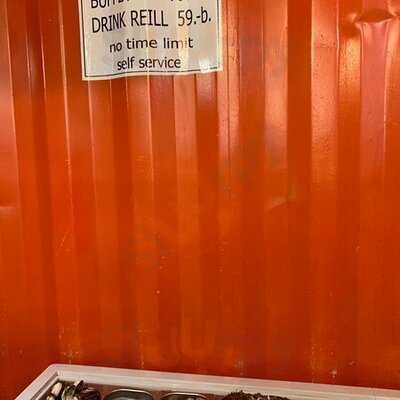 DRINK REILL 59.-b.
no time limit
self service